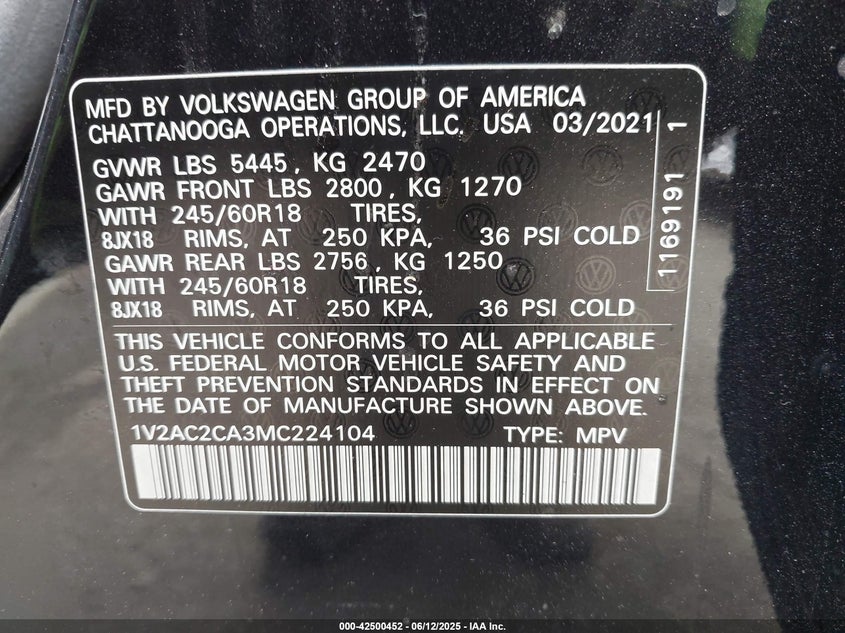 MFD BY VOLKSWAGEN GROUP OF AMERICA
CHATTANOOGA OPERATIONS, LLC. USA 03/2021
GVWR LBS 5445, KG 2470
GAWR FRONT LBS 2800, KG 1270
WITH 245/60R18 TIRES,
8JX18 RIMS, AT 250 KPA, 36 PSI COLD
GAWR REAR LBS 2756, KG 1250
WITH 245/60R18 TIRES,
8JX18 RIMS, AT 250 KPA, 36 PSI COLD
1169191 1
THIS VEHICLE CONFORMS TO ALL APPLICABLE
U.S. FEDERAL MOTOR VEHICLE SAFETY AND
THEFT PREVENTION STANDARDS IN EFFECT ON
THE DATE OF MANUFACTURE SHOWN ABOVE.
1V2AC2CA3MC224104 TYPE: MPV
000-42500452 - 06/12/2025 - IAA Inc.